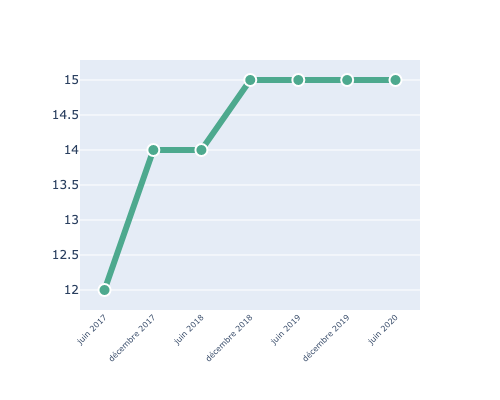 15
14.5
14
13.5
13
12.5
12
juin 2017
décembre 2017
juin 2018
décembre 2018
juin 2019
décembre 2019
juin 2020